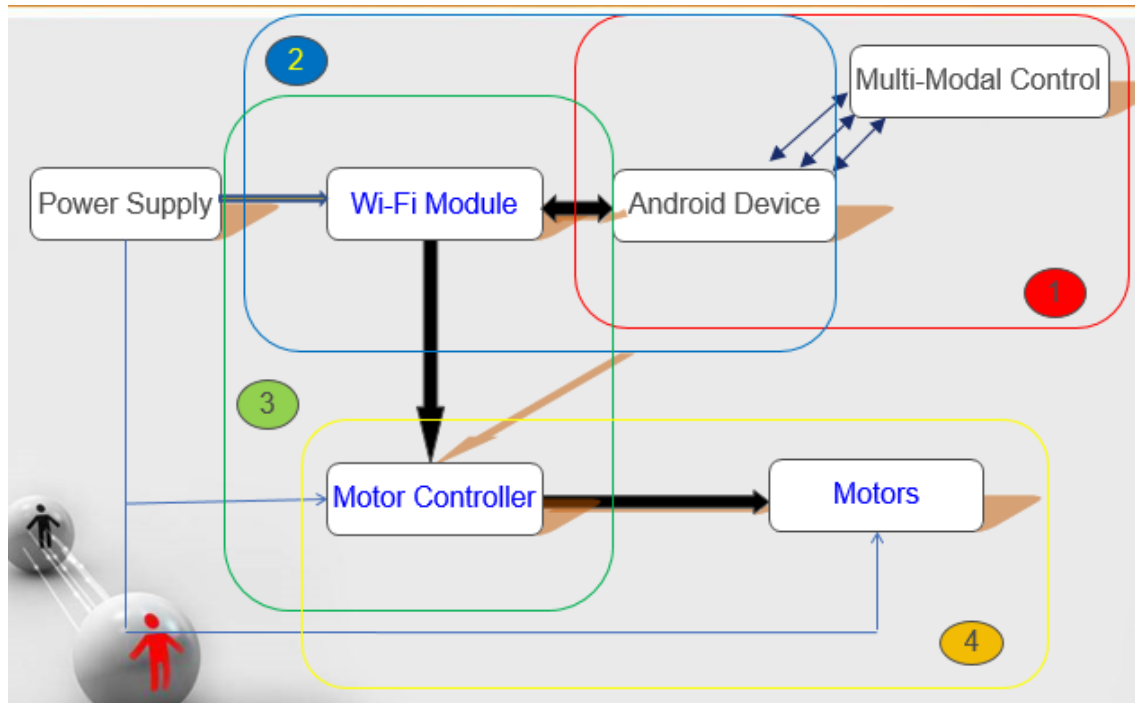 2
Multi-Modal Control
Power Supply
Wi-Fi Module
Android Device
1
3
Motor Controller
Motors
4